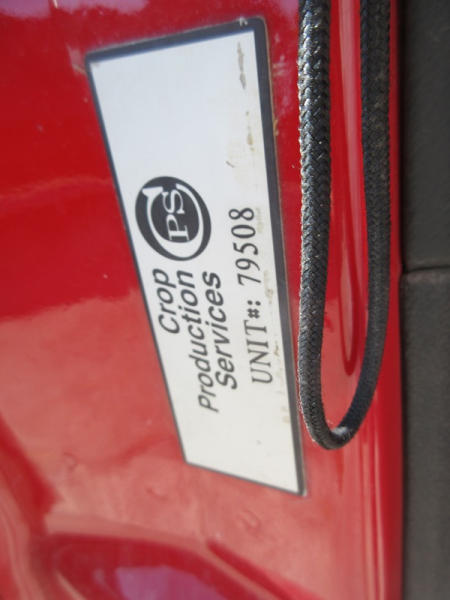 CPS
Crop
Production
Services
UNIT#: 79508